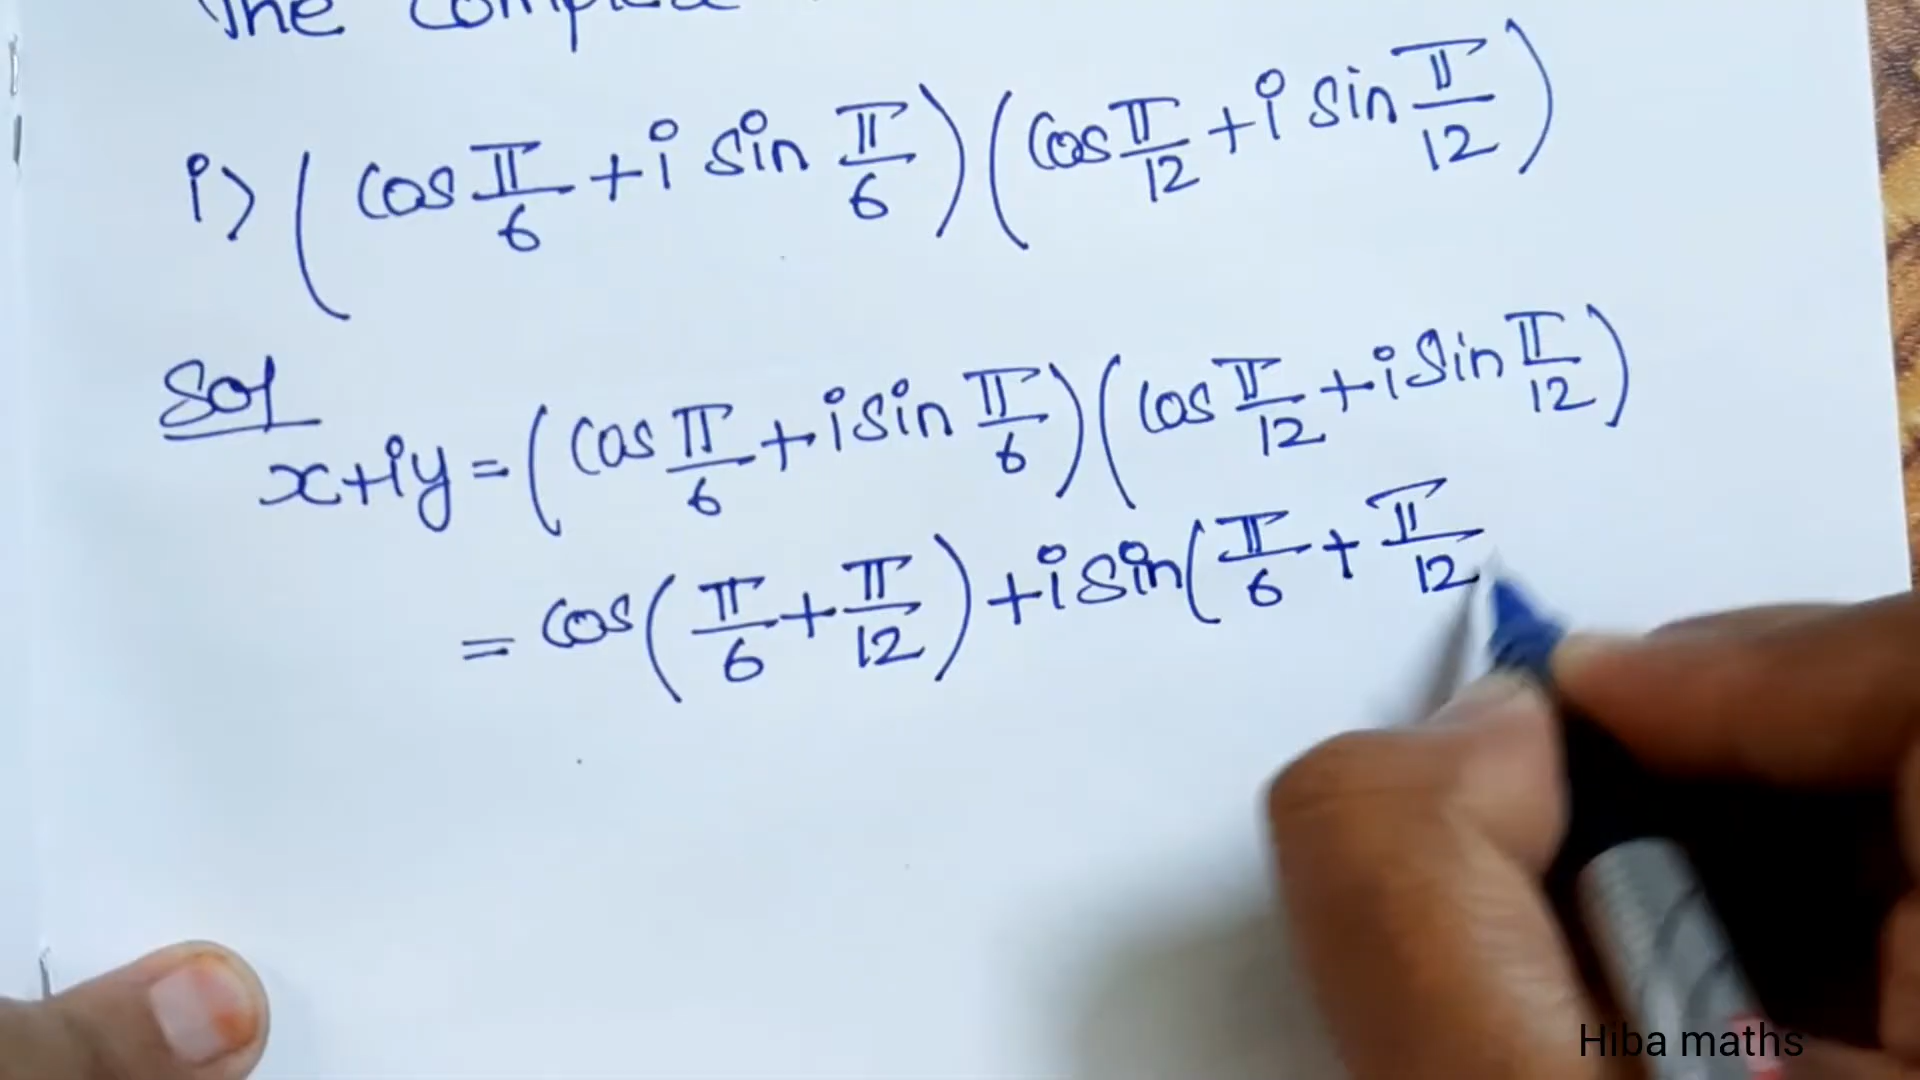 The
i) (cos π/6 + i sin π/6) (cos π/12 + i sin π/12)
Sol
x+iy = (cos π/6 + i sin π/6) (cos π/12 + i sin π/12)
= cos(π/6 + π/12) + i sin(π/6 + π/12
Hiba maths